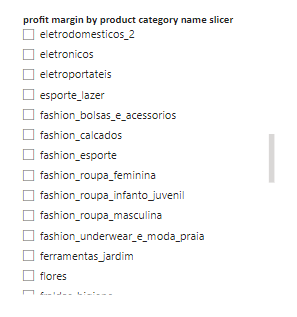 profit margin by product category name slicer
eletrodomesticos_2
eletronicos
eletroportateis
esporte_lazer
fashion_bolsas_e_acessorios
fashion_calcados
fashion_esporte
fashion_roupa_feminina
fashion_roupa_infanto_juvenil
fashion_roupa_masculina
fashion_underwear_e_moda_praia
ferramentas_jardim
flores